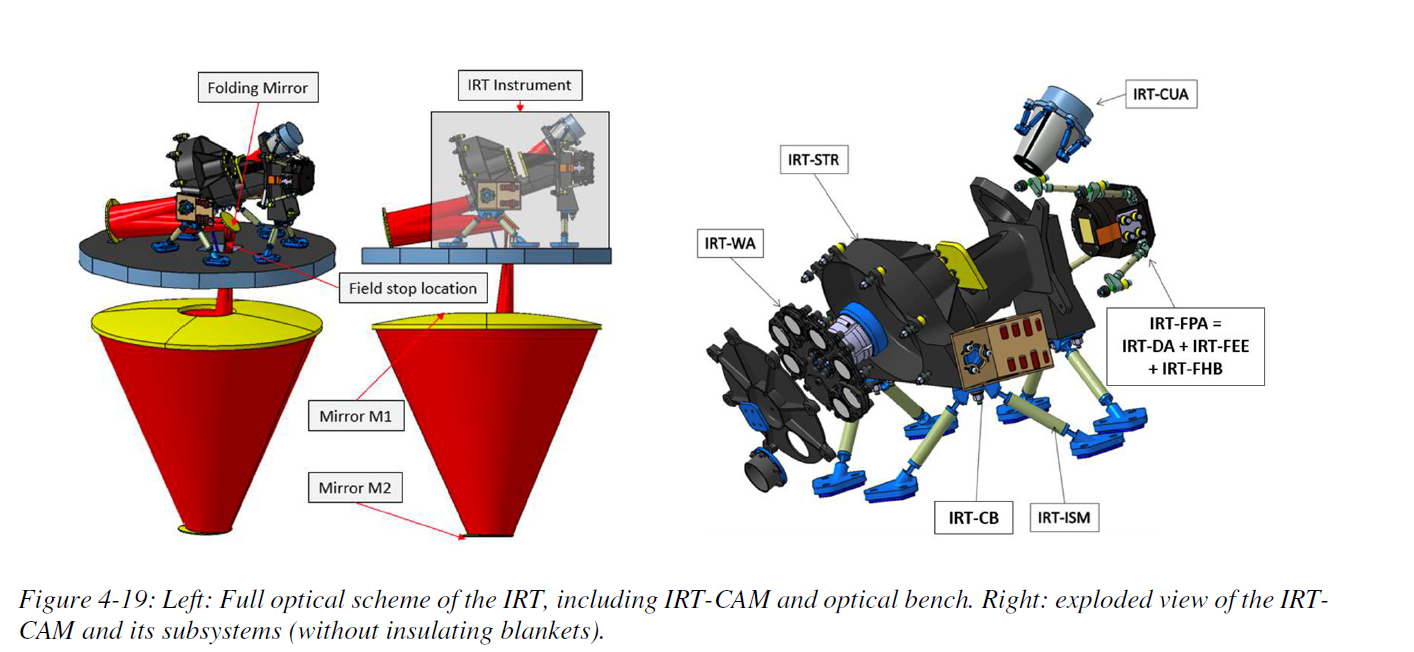 Folding Mirror
IRT Instrument
Field stop location
Mirror M1
Mirror M2
IRT-CUA
IRT-STR
IRT-WA
IRT-FPA =
IRT-DA + IRT-FEE
+ IRT-FHB
IRT-CB
IRT-ISM
Figure 4-19: Left: Full optical scheme of the IRT, including IRT-CAM and optical bench. Right: exploded view of the IRT-
CAM and its subsystems (without insulating blankets).